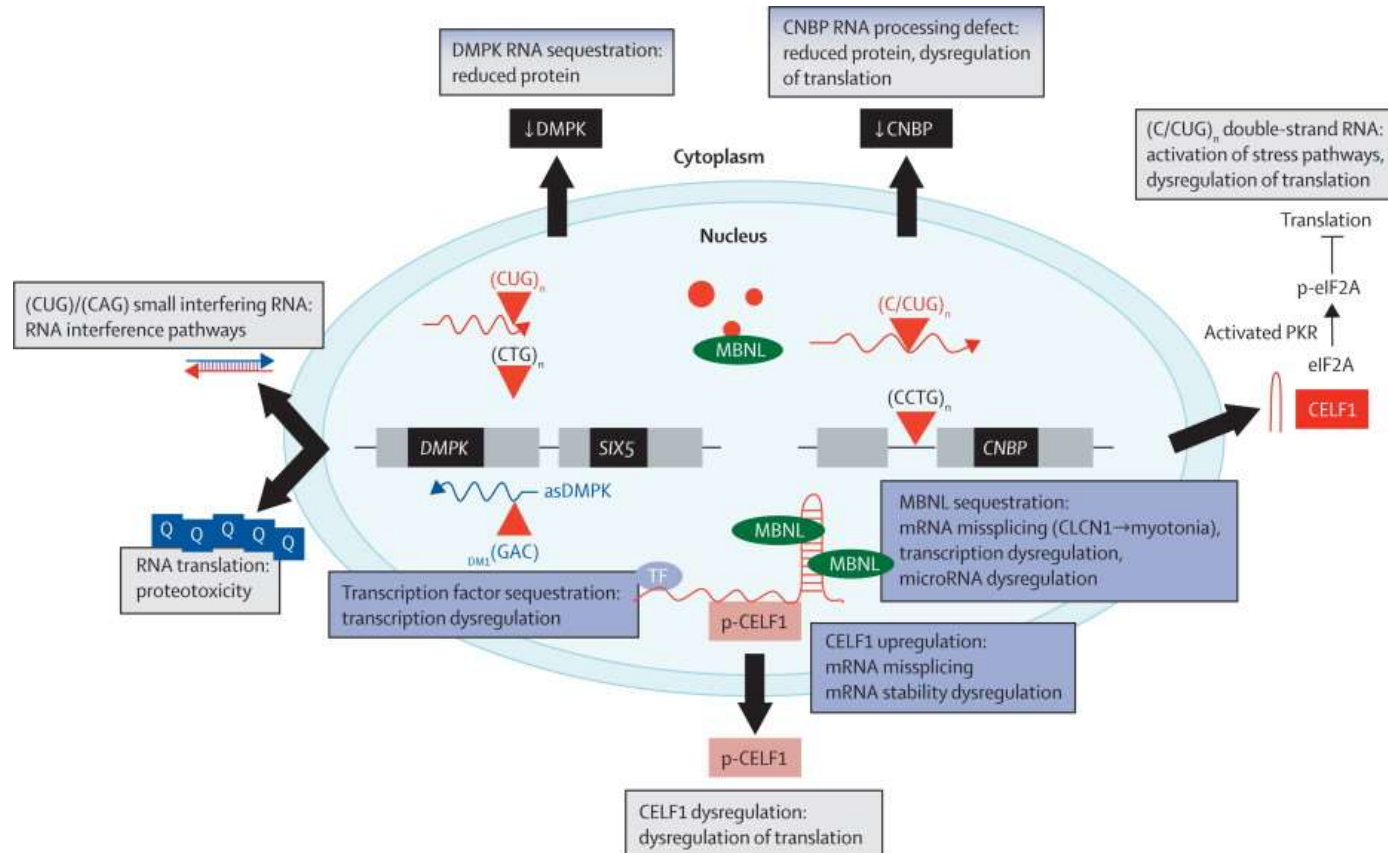 DMPK RNA sequestration:
reduced protein
↓DMPK
CNBP RNA processing defect:
reduced protein, dysregulation
of translation
↓CNBP
(C/CUG)n double-strand RNA:
activation of stress pathways,
dysregulation of translation
Translation
p-eIF2A
Activated PKR
eIF2A
CELF1
Cytoplasm
Nucleus
(CUG)n
(CTG)n
MBNL
(C/CUG)n
(CCTG)n
(CUG)/(CAG) small interfering RNA:
RNA interference pathways
DMPK
SIX5
CNBP
asDMPK
DM1(GAC)
Q Q Q Q Q
RNA translation:
proteotoxicity
Transcription factor sequestration:
transcription dysregulation
TF
MBNL
MBNL
MBNL sequestration:
mRNA missplicing (CLCN1→myotonia),
transcription dysregulation,
microRNA dysregulation
p-CELF1
CELF1 upregulation:
mRNA missplicing
mRNA stability dysregulation
p-CELF1
CELF1 dysregulation:
dysregulation of translation